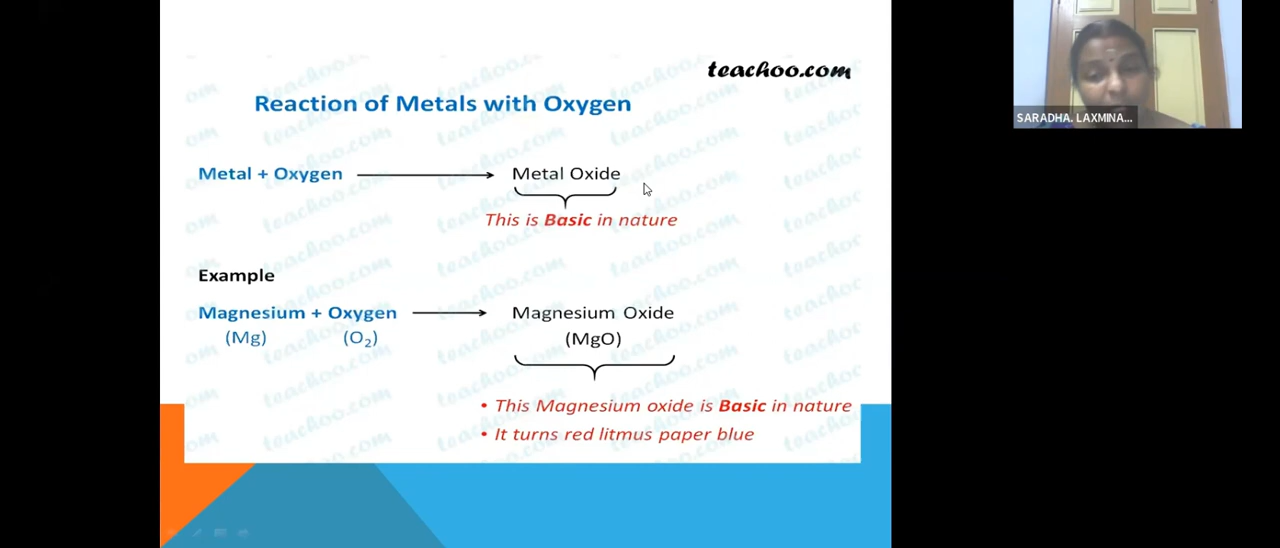 teachoo.com
Reaction of Metals with Oxygen
Metal + Oxygen Metal Oxide
This is Basic in nature
Example
Magnesium + Oxygen Magnesium Oxide
(Mg) (O₂) (MgO)
• This Magnesium oxide is Basic in nature
• It turns red litmus paper blue
SARADHA. LAXMINA...